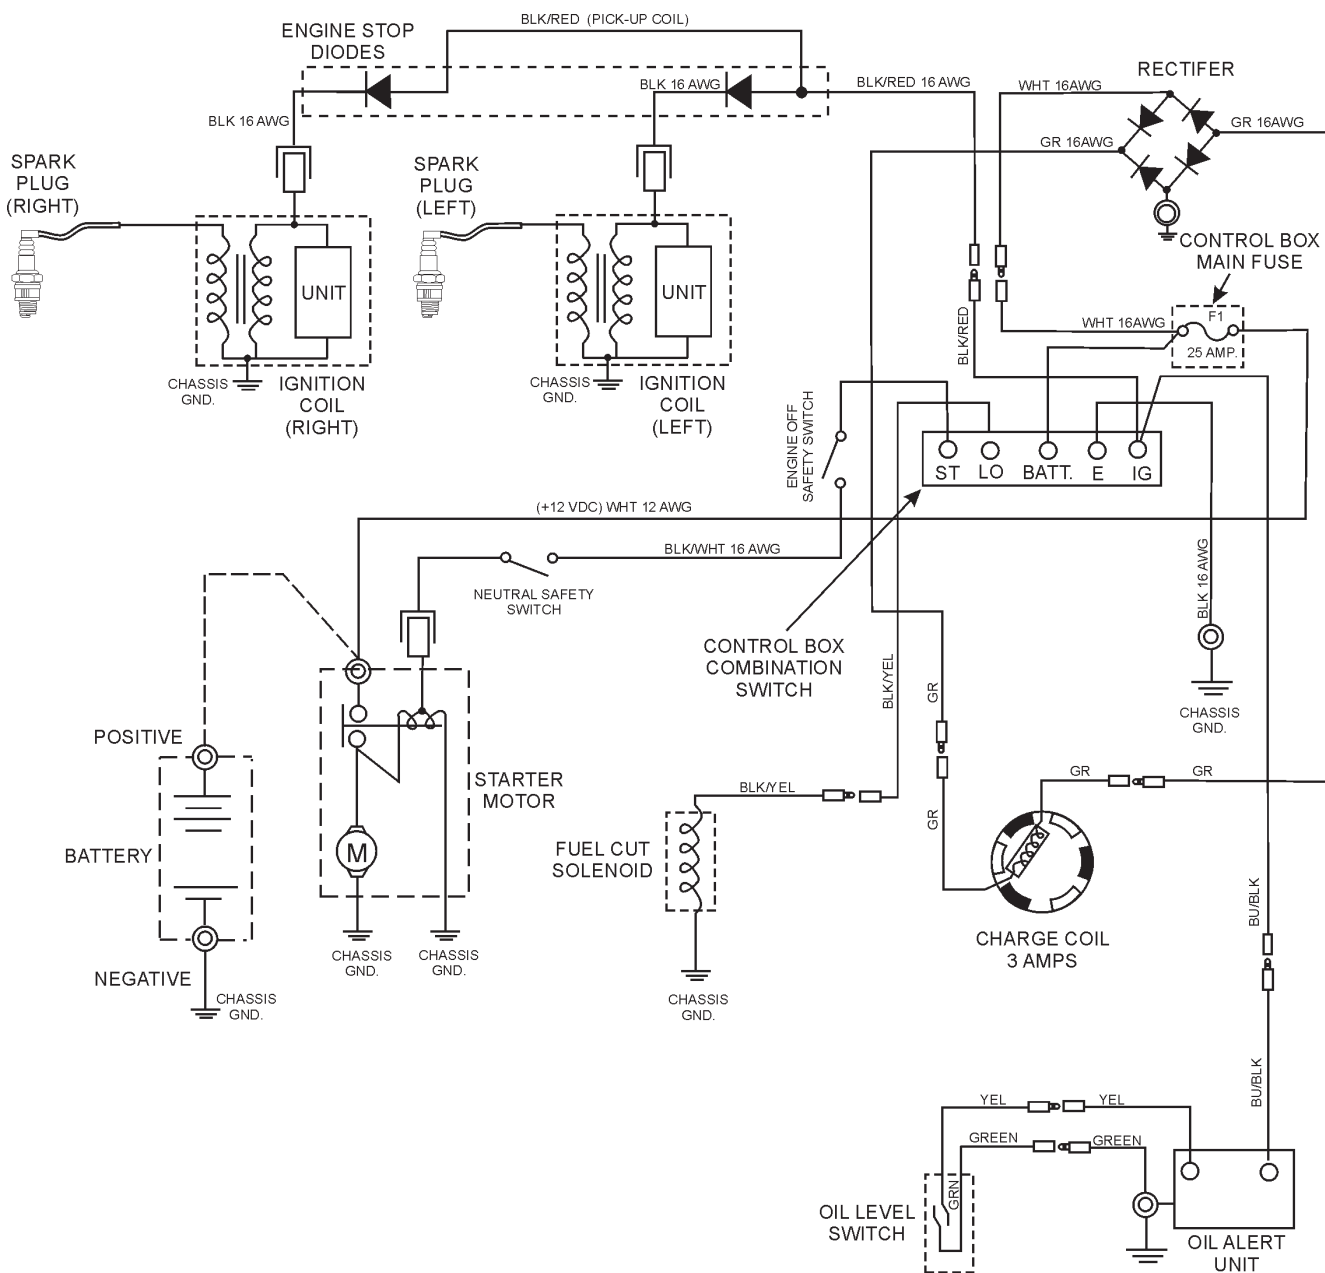 BLK/RED (PICK-UP COIL)
ENGINE STOP
DIODES
BLK 16 AWG
BLK/RED 16 AWG
WHT 16AWG
RECTIFER
BLK 16 AWG
GR 16AWG
GR 16AWG
SPARK
PLUG
(RIGHT)
SPARK
PLUG
(LEFT)
CONTROL BOX
MAIN FUSE
UNIT
UNIT
F1
WHT 16AWG
25 AMP.
BLK/RED
CHASSIS
GND.
IGNITION
COIL
(RIGHT)
CHASSIS
GND.
IGNITION
COIL
(LEFT)
ENGINE OFF
SAFETY SWITCH
ST
LO
BATT.
E
IG
(+12 VDC) WHT 12 AWG
BLK/WHT 16 AWG
NEUTRAL SAFETY
SWITCH
BLK 16 AWG
CONTROL BOX
COMBINATION
SWITCH
BLK/YEL
GR
CHASSIS
GND.
POSITIVE
STARTER
MOTOR
BLK/YEL
GR
GR
GR
BATTERY
M
FUEL CUT
SOLENOID
BU/BLK
CHARGE COIL
3 AMPS
CHASSIS
GND.
CHASSIS
GND.
NEGATIVE
CHASSIS
GND.
CHASSIS
GND.
BU/BLK
YEL
YEL
GREEN
GREEN
GRN
OIL LEVEL
SWITCH
OIL ALERT
UNIT